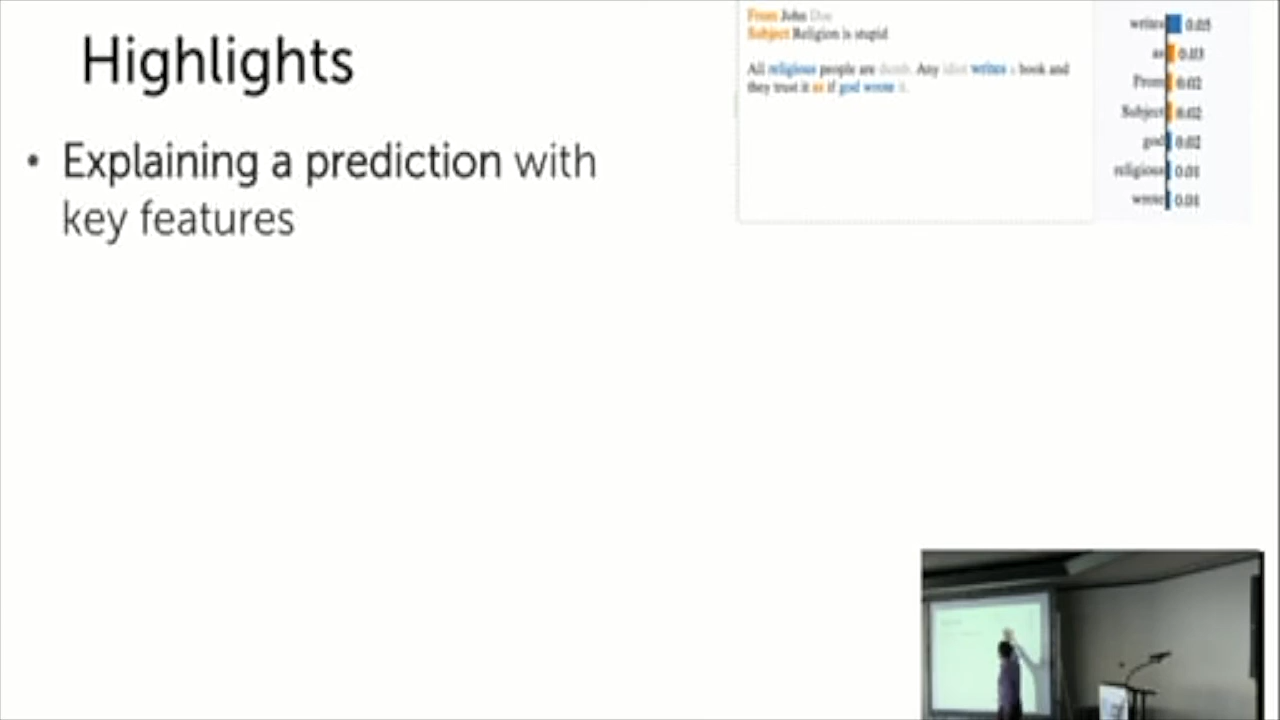 Highlights
• Explaining a prediction with
key features
From John Doe
Subject Religion is stupid
All religious people are dumb. Any idiot writes a book and
they trust it as if god wrote it.
writes 0.05
as 0.03
From 0.02
Subject 0.02
god 0.02
religious 0.01
wrote 0.01